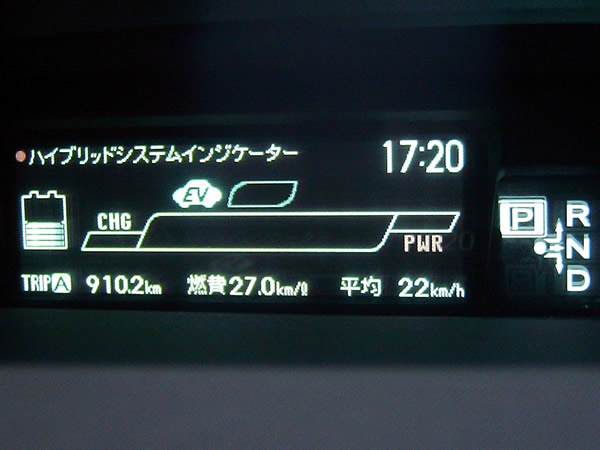 ハイブリッドシステムインジケーター 17:20
EV
CHG
PWR
TRIP A 910.2km 燃費27.0km/ℓ 平均 22km/h
P R
N
D